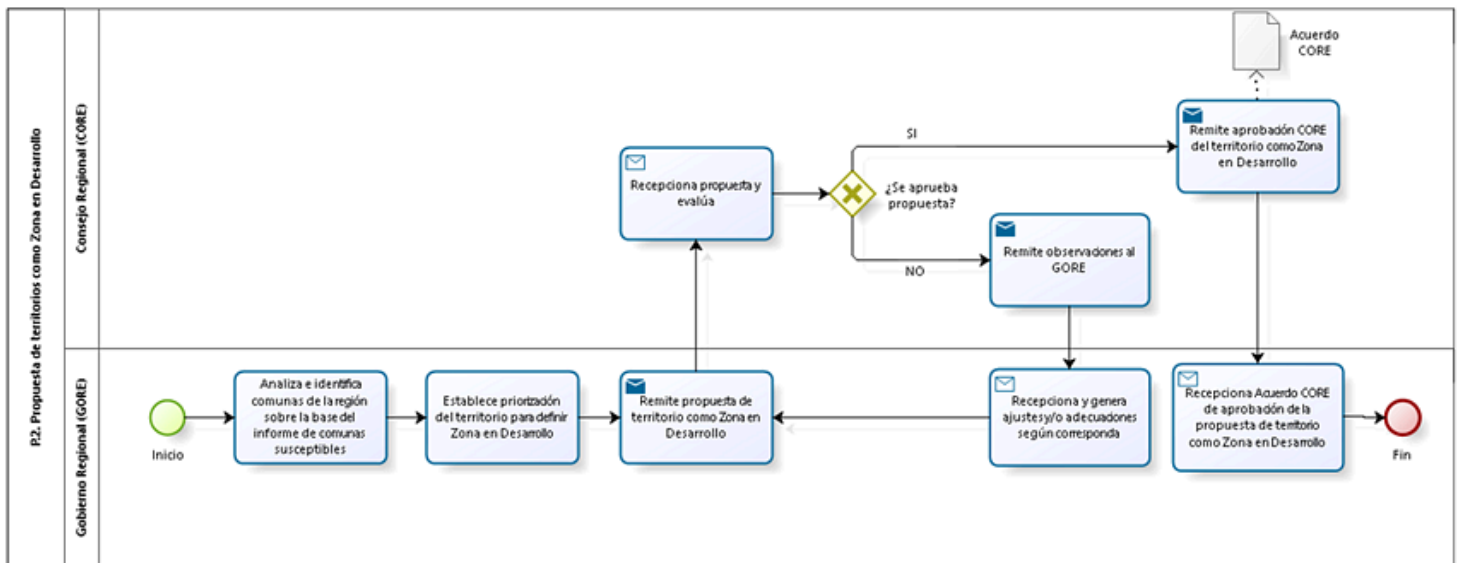 P.2. Propuesta de territorios como Zona en Desarrollo
Consejo Regional (CORE)
Acuerdo
CORE
Remite aprobación CORE
del territorio como Zona
en Desarrollo
SI
Recepciona propuesta y
evalúa
¿Se aprueba
propuesta?
NO
Remite observaciones al
GORE
Gobierno Regional (GORE)
Inicio
Analiza e identifica
comunas de la región
sobre la base del
informe de comunas
susceptibles
Establece priorización
del territorio para definir
Zona en Desarrollo
Remite propuesta de
territorio como Zona en
Desarrollo
Recepciona y genera
ajustes y/o adecuaciones
según corresponda
Recepciona Acuerdo CORE
de aprobación de la
propuesta de territorio
como Zona en Desarrollo
Fin